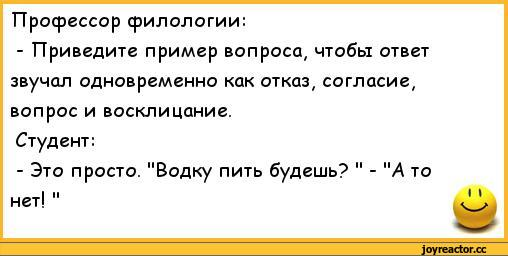 Профессор филологии:
- Приведите пример вопроса, чтобы ответ
звучал одновременно как отказ, согласие,
вопрос и восклицание.
Студент:
- Это просто. "Водку пить будешь? " - "А то
нет! "
joyreactor.cc